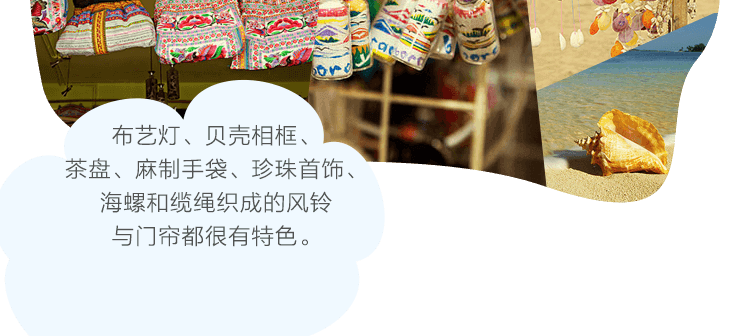 布艺灯、贝壳相框、
茶盘、麻制手袋、珍珠首饰、
海螺和缆绳织成的风铃
与门帘都很有特色。